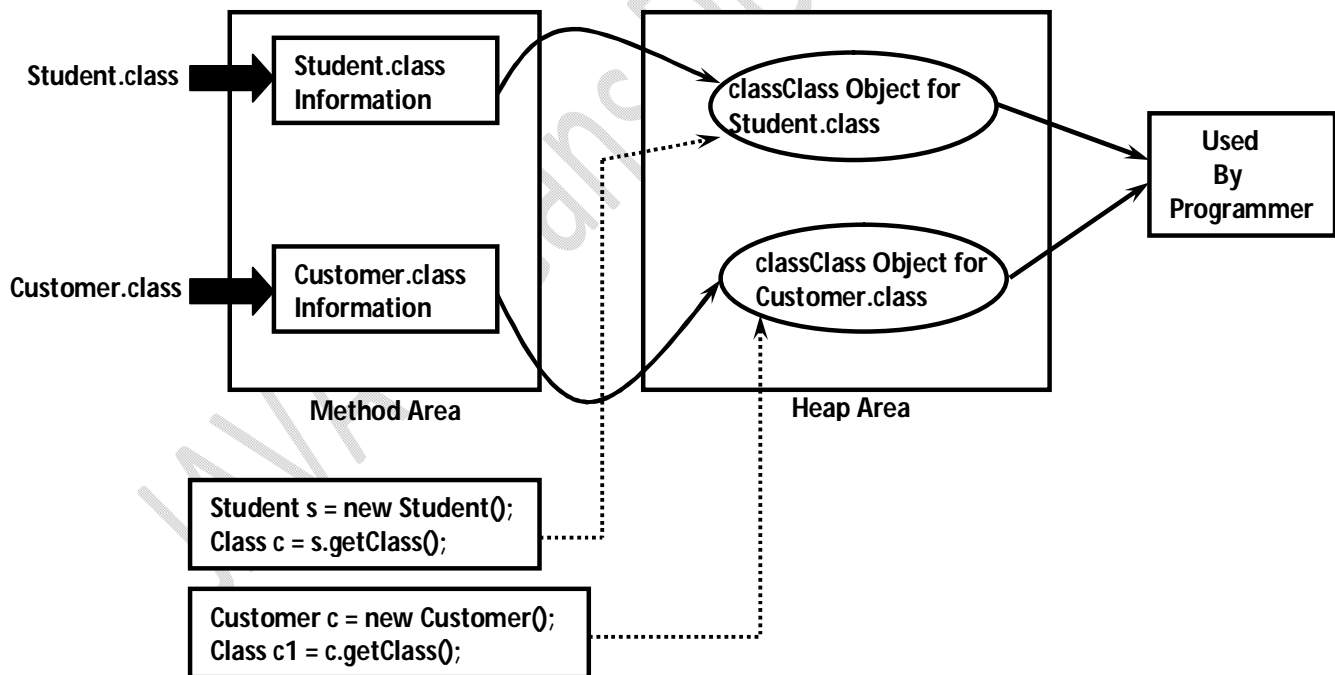 Student.class
Student.class
Information
classClass Object for
Student.class
Used
By
Programmer
Customer.class
Customer.class
Information
classClass Object for
Customer.class
Method Area
Heap Area
Student s = new Student();
Class c = s.getClass();
Customer c = new Customer();
Class c1 = c.getClass();
JAVA